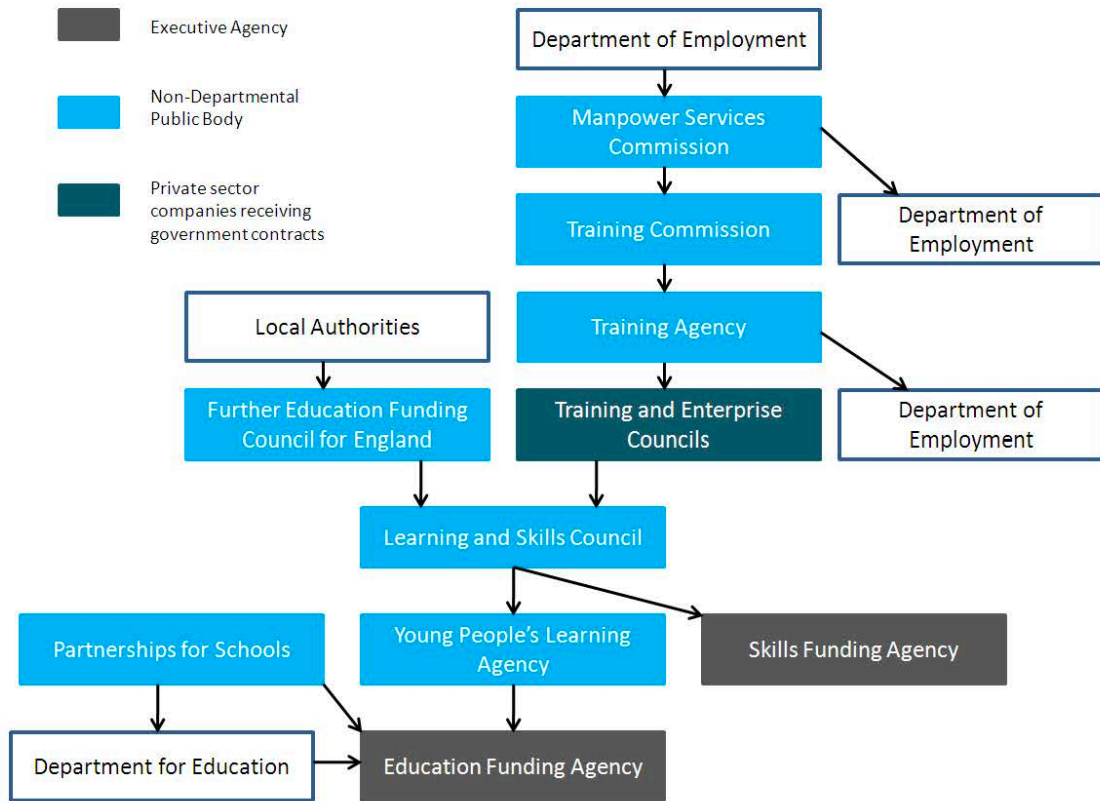 Executive Agency
Non-Departmental
Public Body
Private sector
companies receiving
government contracts
Department of Employment
Manpower Services
Commission
Training Commission
Department of
Employment
Local Authorities
Training Agency
Further Education Funding
Council for England
Training and Enterprise
Councils
Department of
Employment
Learning and Skills Council
Partnerships for Schools
Young People's Learning
Agency
Skills Funding Agency
Department for Education
Education Funding Agency